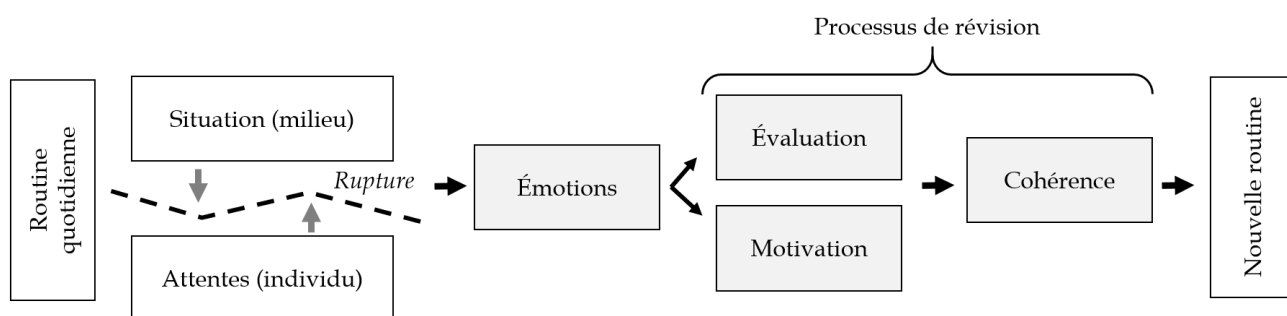 Processus de révision
Routine
quotidienne
Situation (milieu)
Rupture
Attentes (individu)
Émotions
Évaluation
Motivation
Cohérence
Nouvelle routine